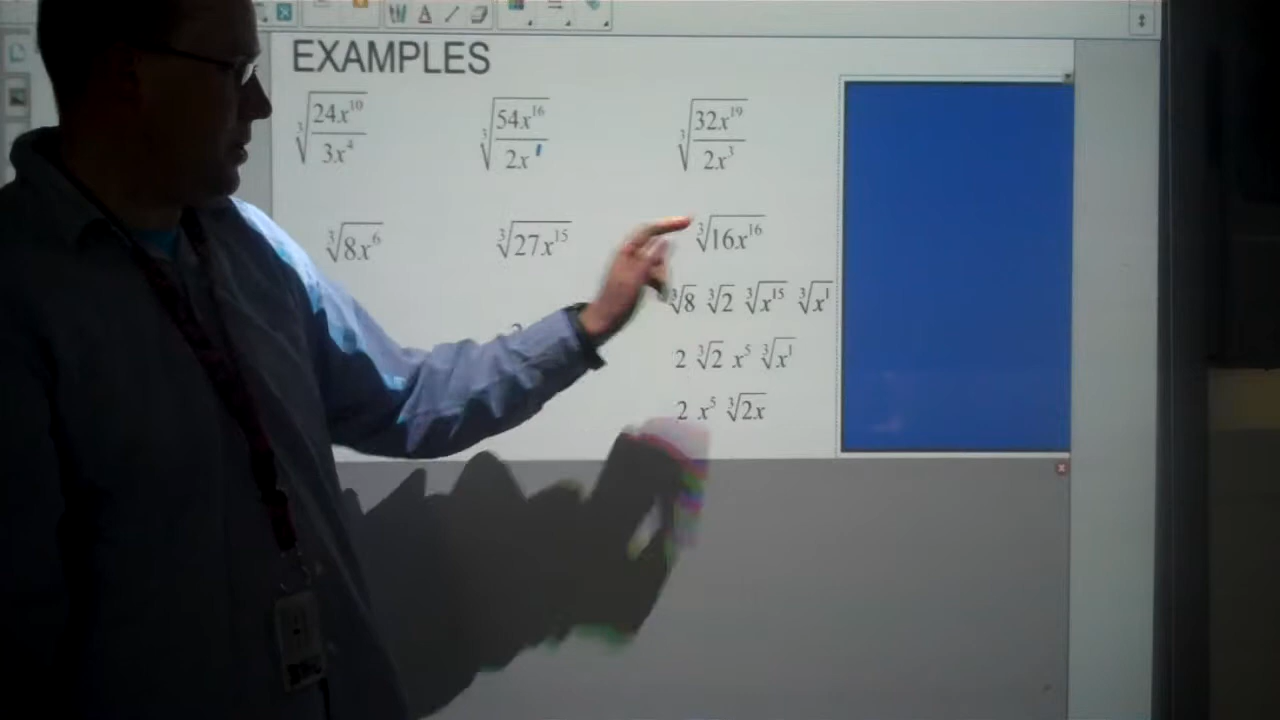 EXAMPLES
∛(24x¹⁰/3x⁴) ∛(54x¹⁶/2x) ∛(32x¹⁹/2x³)
∛(8x⁶) ∛(27x¹⁵) ∛(16x¹⁶)
∛8 ∛2 ∛(x¹⁵) ∛(x¹)
2 ∛2 x⁵ ∛(x¹)
2 x⁵ ∛(2x)